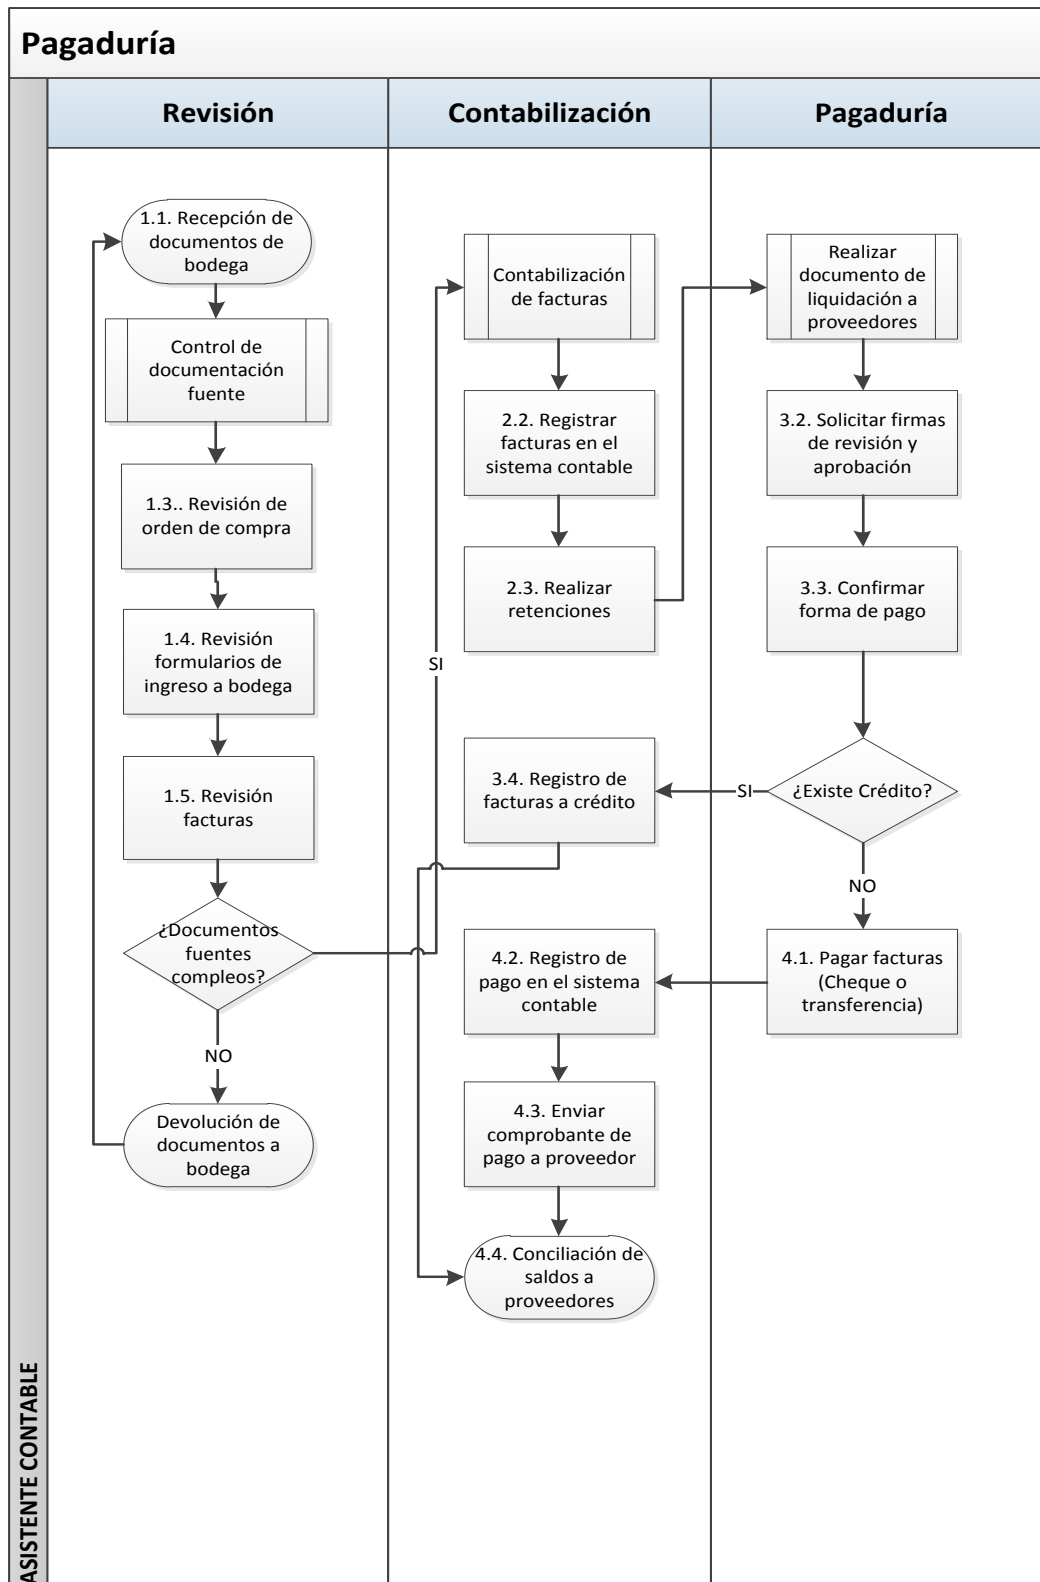 Pagaduría
Revisión
Contabilización
Pagaduría
ASISTENTE CONTABLE
1.1. Recepción de
documentos de
bodega
Control de
documentación
fuente
1.3.. Revisión de
orden de compra
1.4. Revisión
formularios de
ingreso a bodega
1.5. Revisión
facturas
¿Documentos
fuentes
compleos?
NO
Devolución de
documentos a
bodega
SI
Contabilización
de facturas
2.2. Registrar
facturas en el
sistema contable
2.3. Realizar
retenciones
Realizar
documento de
liquidación a
proveedores
3.2. Solicitar firmas
de revisión y
aprobación
3.3. Confirmar
forma de pago
¿Existe Crédito?
SI
3.4. Registro de
facturas a crédito
NO
4.1. Pagar facturas
(Cheque o
transferencia)
4.2. Registro de
pago en el sistema
contable
4.3. Enviar
comprobante de
pago a proveedor
4.4. Conciliación de
saldos a
proveedores